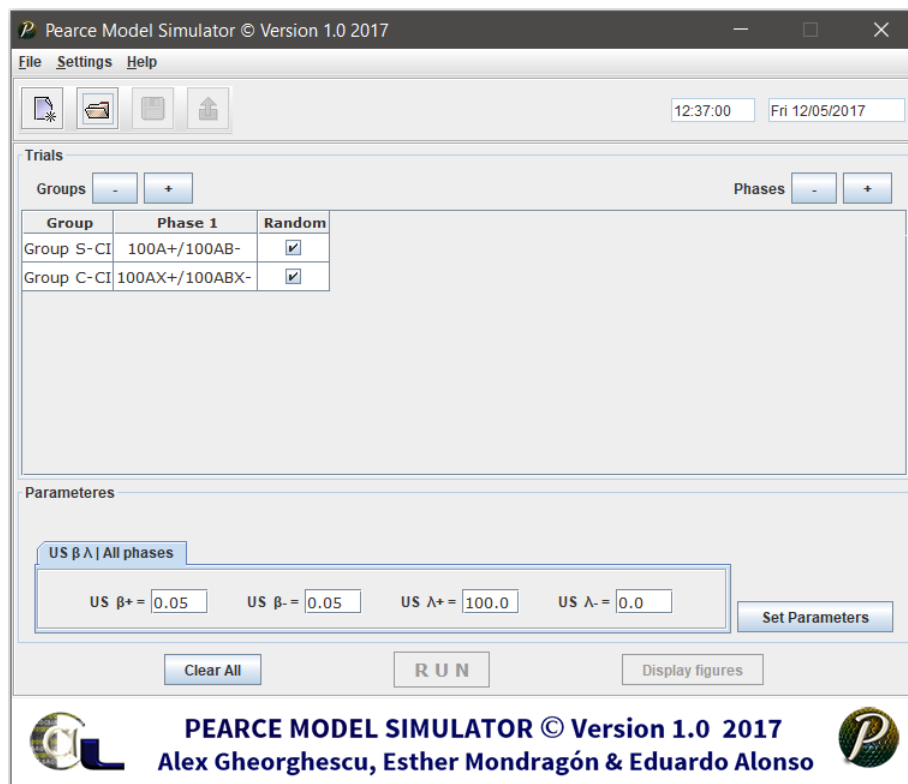 Pearce Model Simulator © Version 1.0 2017
File Settings Help
12:37:00 Fri 12/05/2017
Trials
Groups - + Phases - +
Group Phase 1 Random
Group S-CI 100A+/100AB-
Group C-CI 100AX+/100ABX-
Parameteres
US β λ | All phases
US β+ = 0.05 US β- = 0.05 US λ+ = 100.0 US λ- = 0.0
Set Parameters
Clear All R U N Display figures
PEARCE MODEL SIMULATOR © Version 1.0 2017
Alex Gheorghescu, Esther Mondragón & Eduardo Alonso